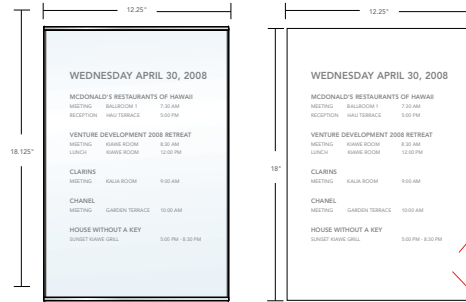 12.25"
18.125"
WEDNESDAY APRIL 30, 2008
MCDONALD'S RESTAURANTS OF HAWAII
MEETING BALLROOM 1 7:30 AM
RECEPTION HAU TERRACE 5:00 PM
VENTURE DEVELOPMENT 2008 RETREAT
MEETING KIAWE ROOM 8:30 AM
LUNCH KIAWE ROOM 12:00 PM
CLARINS
MEETING KALIA ROOM 9:00 AM
CHANEL
MEETING GARDEN TERRACE 10:00 AM
HOUSE WITHOUT A KEY
SUNSET KIAWE GRILL 5:00 PM - 8:30 PM
12.25"
18"
WEDNESDAY APRIL 30, 2008
MCDONALD'S RESTAURANTS OF HAWAII
MEETING BALLROOM 1 7:30 AM
RECEPTION HAU TERRACE 5:00 PM
VENTURE DEVELOPMENT 2008 RETREAT
MEETING KIAWE ROOM 8:30 AM
LUNCH KIAWE ROOM 12:00 PM
CLARINS
MEETING KALIA ROOM 9:00 AM
CHANEL
MEETING GARDEN TERRACE 10:00 AM
HOUSE WITHOUT A KEY
SUNSET KIAWE GRILL 5:00 PM - 8:30 PM